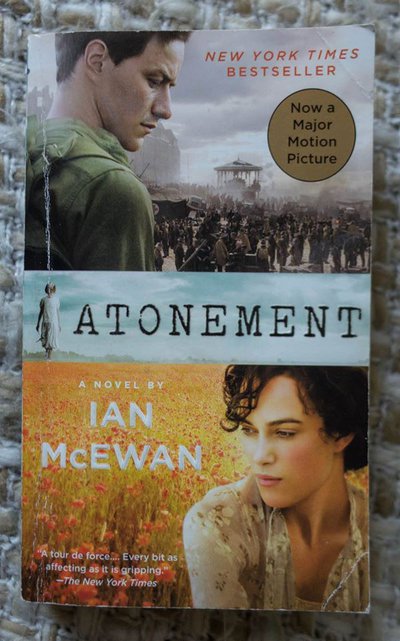 NEW YORK TIMES
BESTSELLER
Now a
Major
Motion
Picture
ATONEMENT
A NOVEL BY
IAN
McEWAN
"A tour de force.... Every bit as
affecting as it is gripping."
—The New York Times